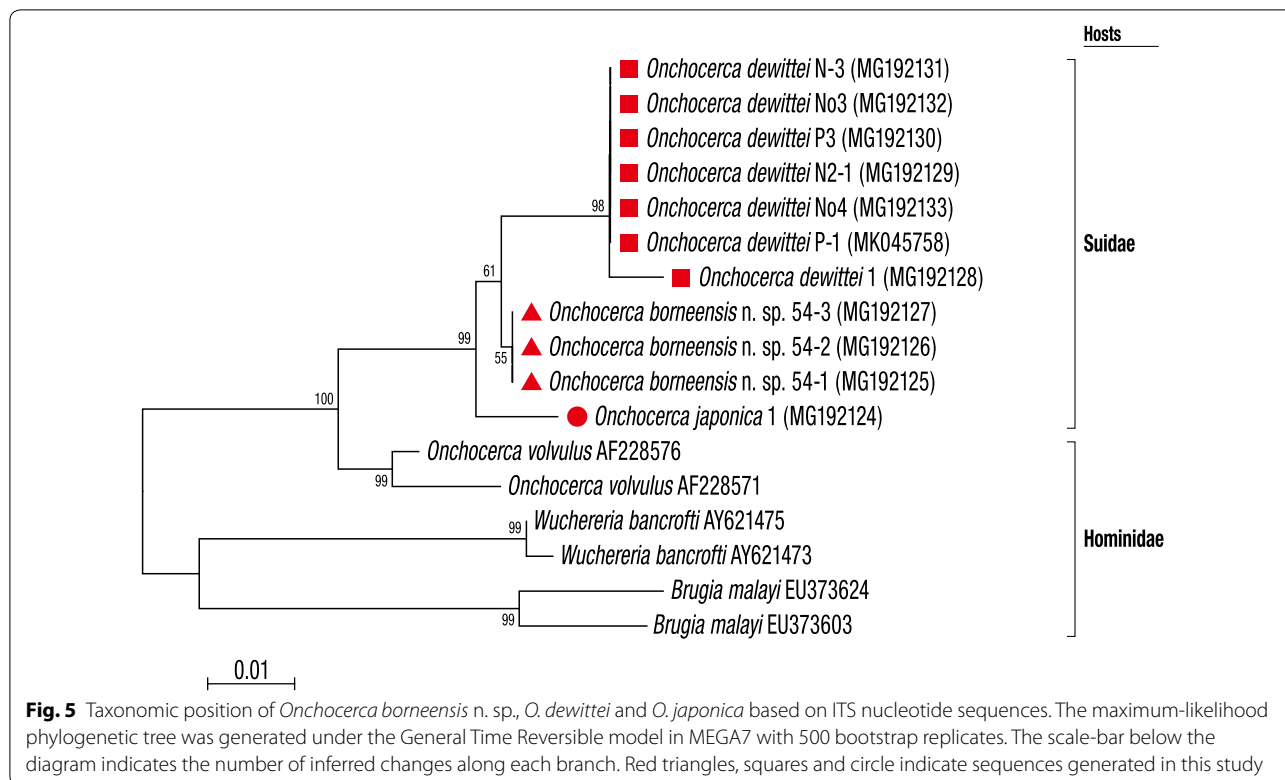 Hosts
Onchocerca dewittei N-3 (MG192131)
Onchocerca dewittei No3 (MG192132)
Onchocerca dewittei P3 (MG192130)
Onchocerca dewittei N2-1 (MG192129)
98
Onchocerca dewittei No4 (MG192133)
Onchocerca dewittei P-1 (MK045758)
Suidae
61
Onchocerca dewittei 1 (MG192128)
Onchocerca borneensis n. sp. 54-3 (MG192127)
99
Onchocerca borneensis n. sp. 54-2 (MG192126)
55
Onchocerca borneensis n. sp. 54-1 (MG192125)
100
Onchocerca japonica 1 (MG192124)
Onchocerca volvulus AF228576
99
Onchocerca volvulus AF228571
99
Wuchereria bancrofti AY621475
Hominidae
Wuchereria bancrofti AY621473
Brugia malayi EU373624
99
Brugia malayi EU373603
0.01
Fig. 5 Taxonomic position of Onchocerca borneensis n. sp., O. dewittei and O. japonica based on ITS nucleotide sequences. The maximum-likelihood
phylogenetic tree was generated under the General Time Reversible model in MEGA7 with 500 bootstrap replicates. The scale-bar below the
diagram indicates the number of inferred changes along each branch. Red triangles, squares and circle indicate sequences generated in this study